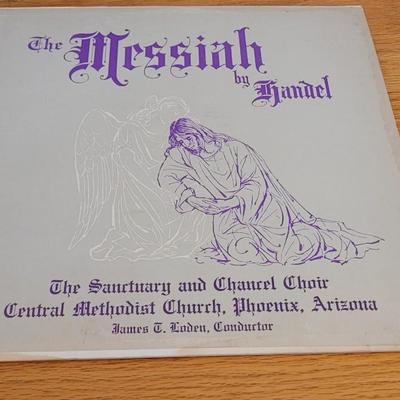 The Messiah
by Handel
The Sanctuary and Chancel Choir
Central Methodist Church, Phoenix, Arizona
James T. Loden, Conductor